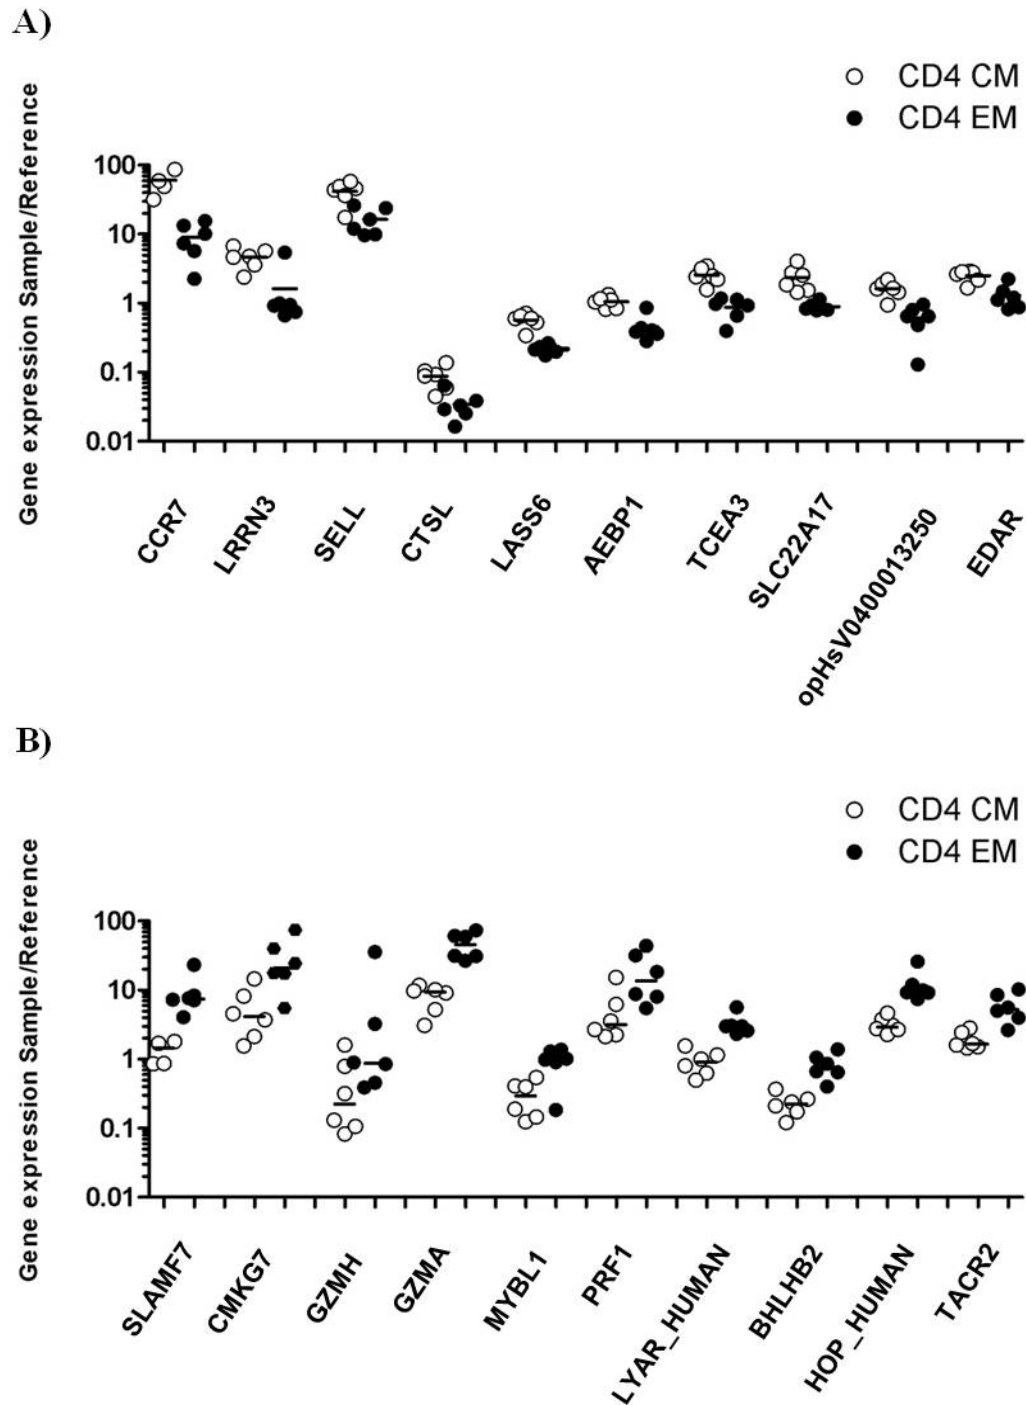 A)
CD4 CM
CD4 EM
Gene expression Sample/Reference
100
10
1
0.1
0.01
CCR7
LRRN3
SELL
CTSL
LASS6
AEBP1
TCEA3
SLC22A17
opHsV0400013250
EDAR
B)
CD4 CM
CD4 EM
Gene expression Sample/Reference
100
10
1
0.1
0.01
SLAMF7
CMKG7
GZMH
GZMA
MYBL1
PRF1
LYAR_HUMAN
BHLHB2
HOP_HUMAN
TACR2